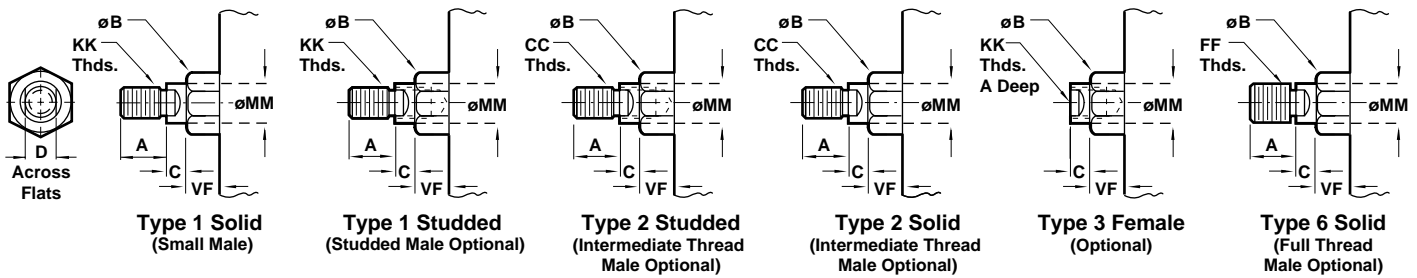 D
Across
Flats
øB
KK
Thds.
øMM
A
C
VF
Type 1 Solid
(Small Male)
øB
KK
Thds.
øMM
A
C
VF
Type 1 Studded
(Studded Male Optional)
øB
CC
Thds.
øMM
A
C
VF
Type 2 Studded
(Intermediate Thread
Male Optional)
øB
CC
Thds.
øMM
A
C
VF
Type 2 Solid
(Intermediate Thread
Male Optional)
øB
KK
Thds.
A Deep
øMM
C
VF
Type 3 Female
(Optional)
øB
FF
Thds.
øMM
A
C
VF
Type 6 Solid
(Full Thread
Male Optional)